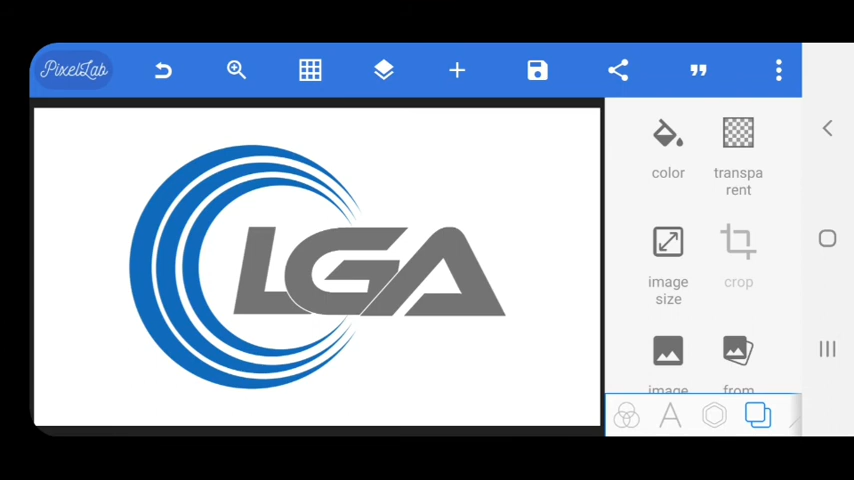 PixelLab
color
transpa
rent
LGA
image
size
crop
image
from